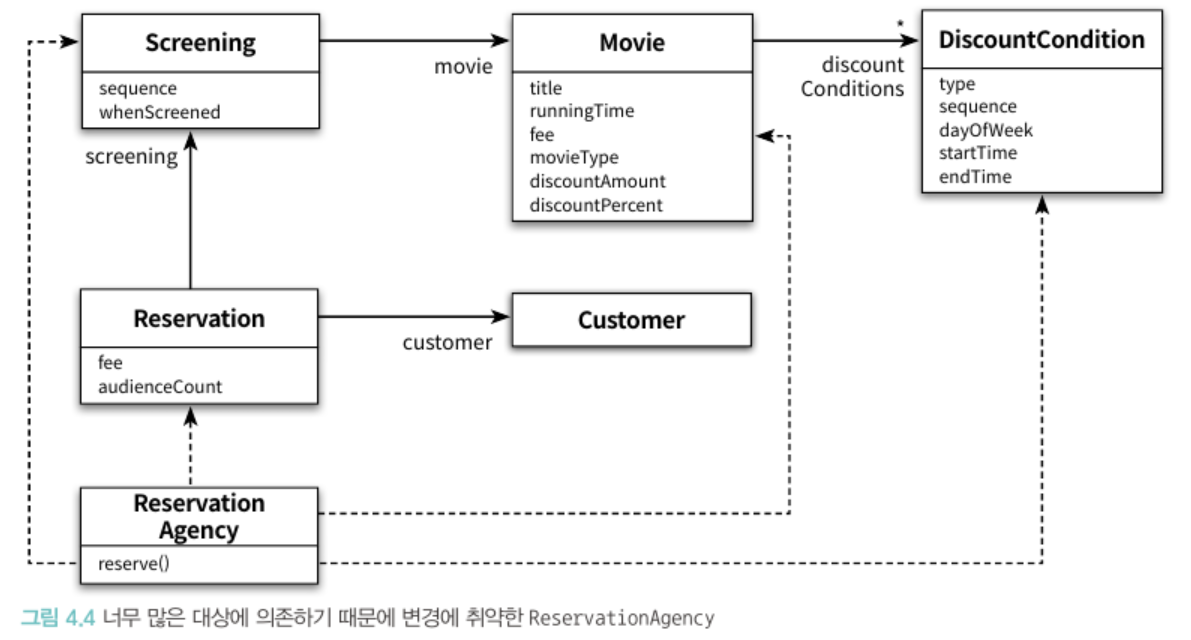 Screening
sequence
whenScreened
movie
Movie
title
runningTime
fee
movieType
discountAmount
discountPercent
*
discount
Conditions
DiscountCondition
type
sequence
dayOfWeek
startTime
endTime
screening
Reservation
fee
audienceCount
customer
Customer
Reservation
Agency
reserve()
그림 4.4 너무 많은 대상에 의존하기 때문에 변경에 취약한 ReservationAgency